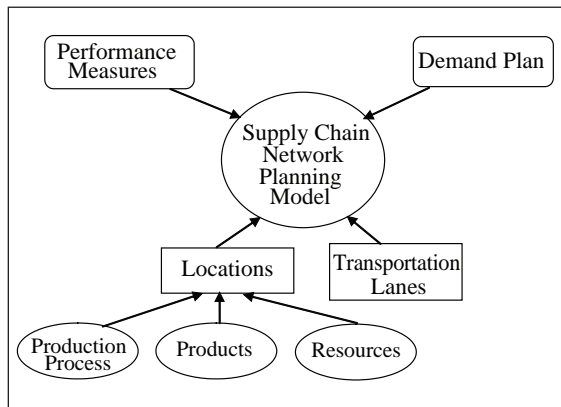 Performance
Measures
Demand Plan
Supply Chain
Network
Planning
Model
Locations
Transportation
Lanes
Production
Process
Products
Resources